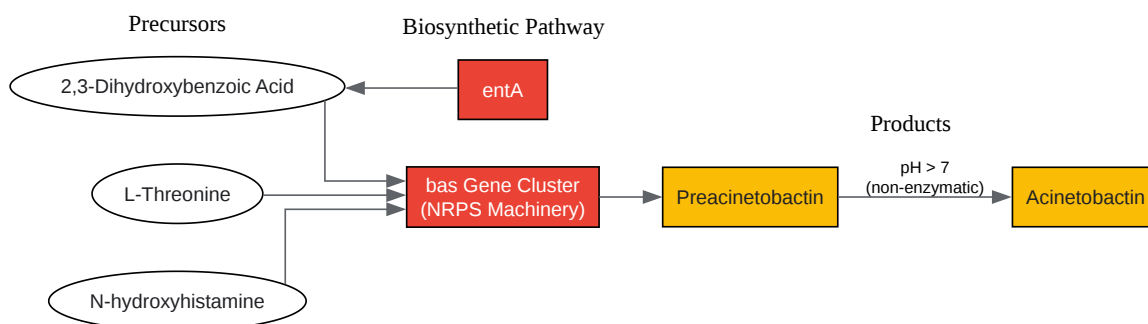 Precursors
Biosynthetic Pathway
2,3-Dihydroxybenzoic Acid
entA
Products
L-Threonine
bas Gene Cluster
(NRPS Machinery)
Preacinetobactin
pH > 7
(non-enzymatic)
Acinetobactin
N-hydroxyhistamine